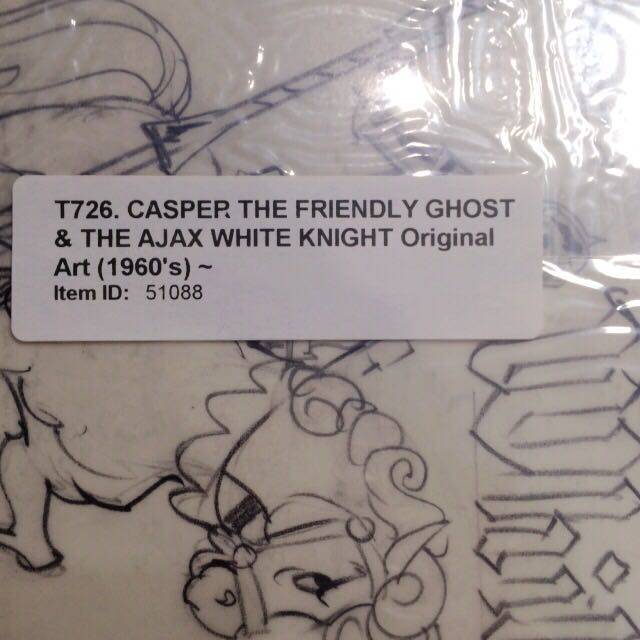 T726. CASPER THE FRIENDLY GHOST
& THE AJAX WHITE KNIGHT Original
Art (1960's) ~
Item ID: 51088